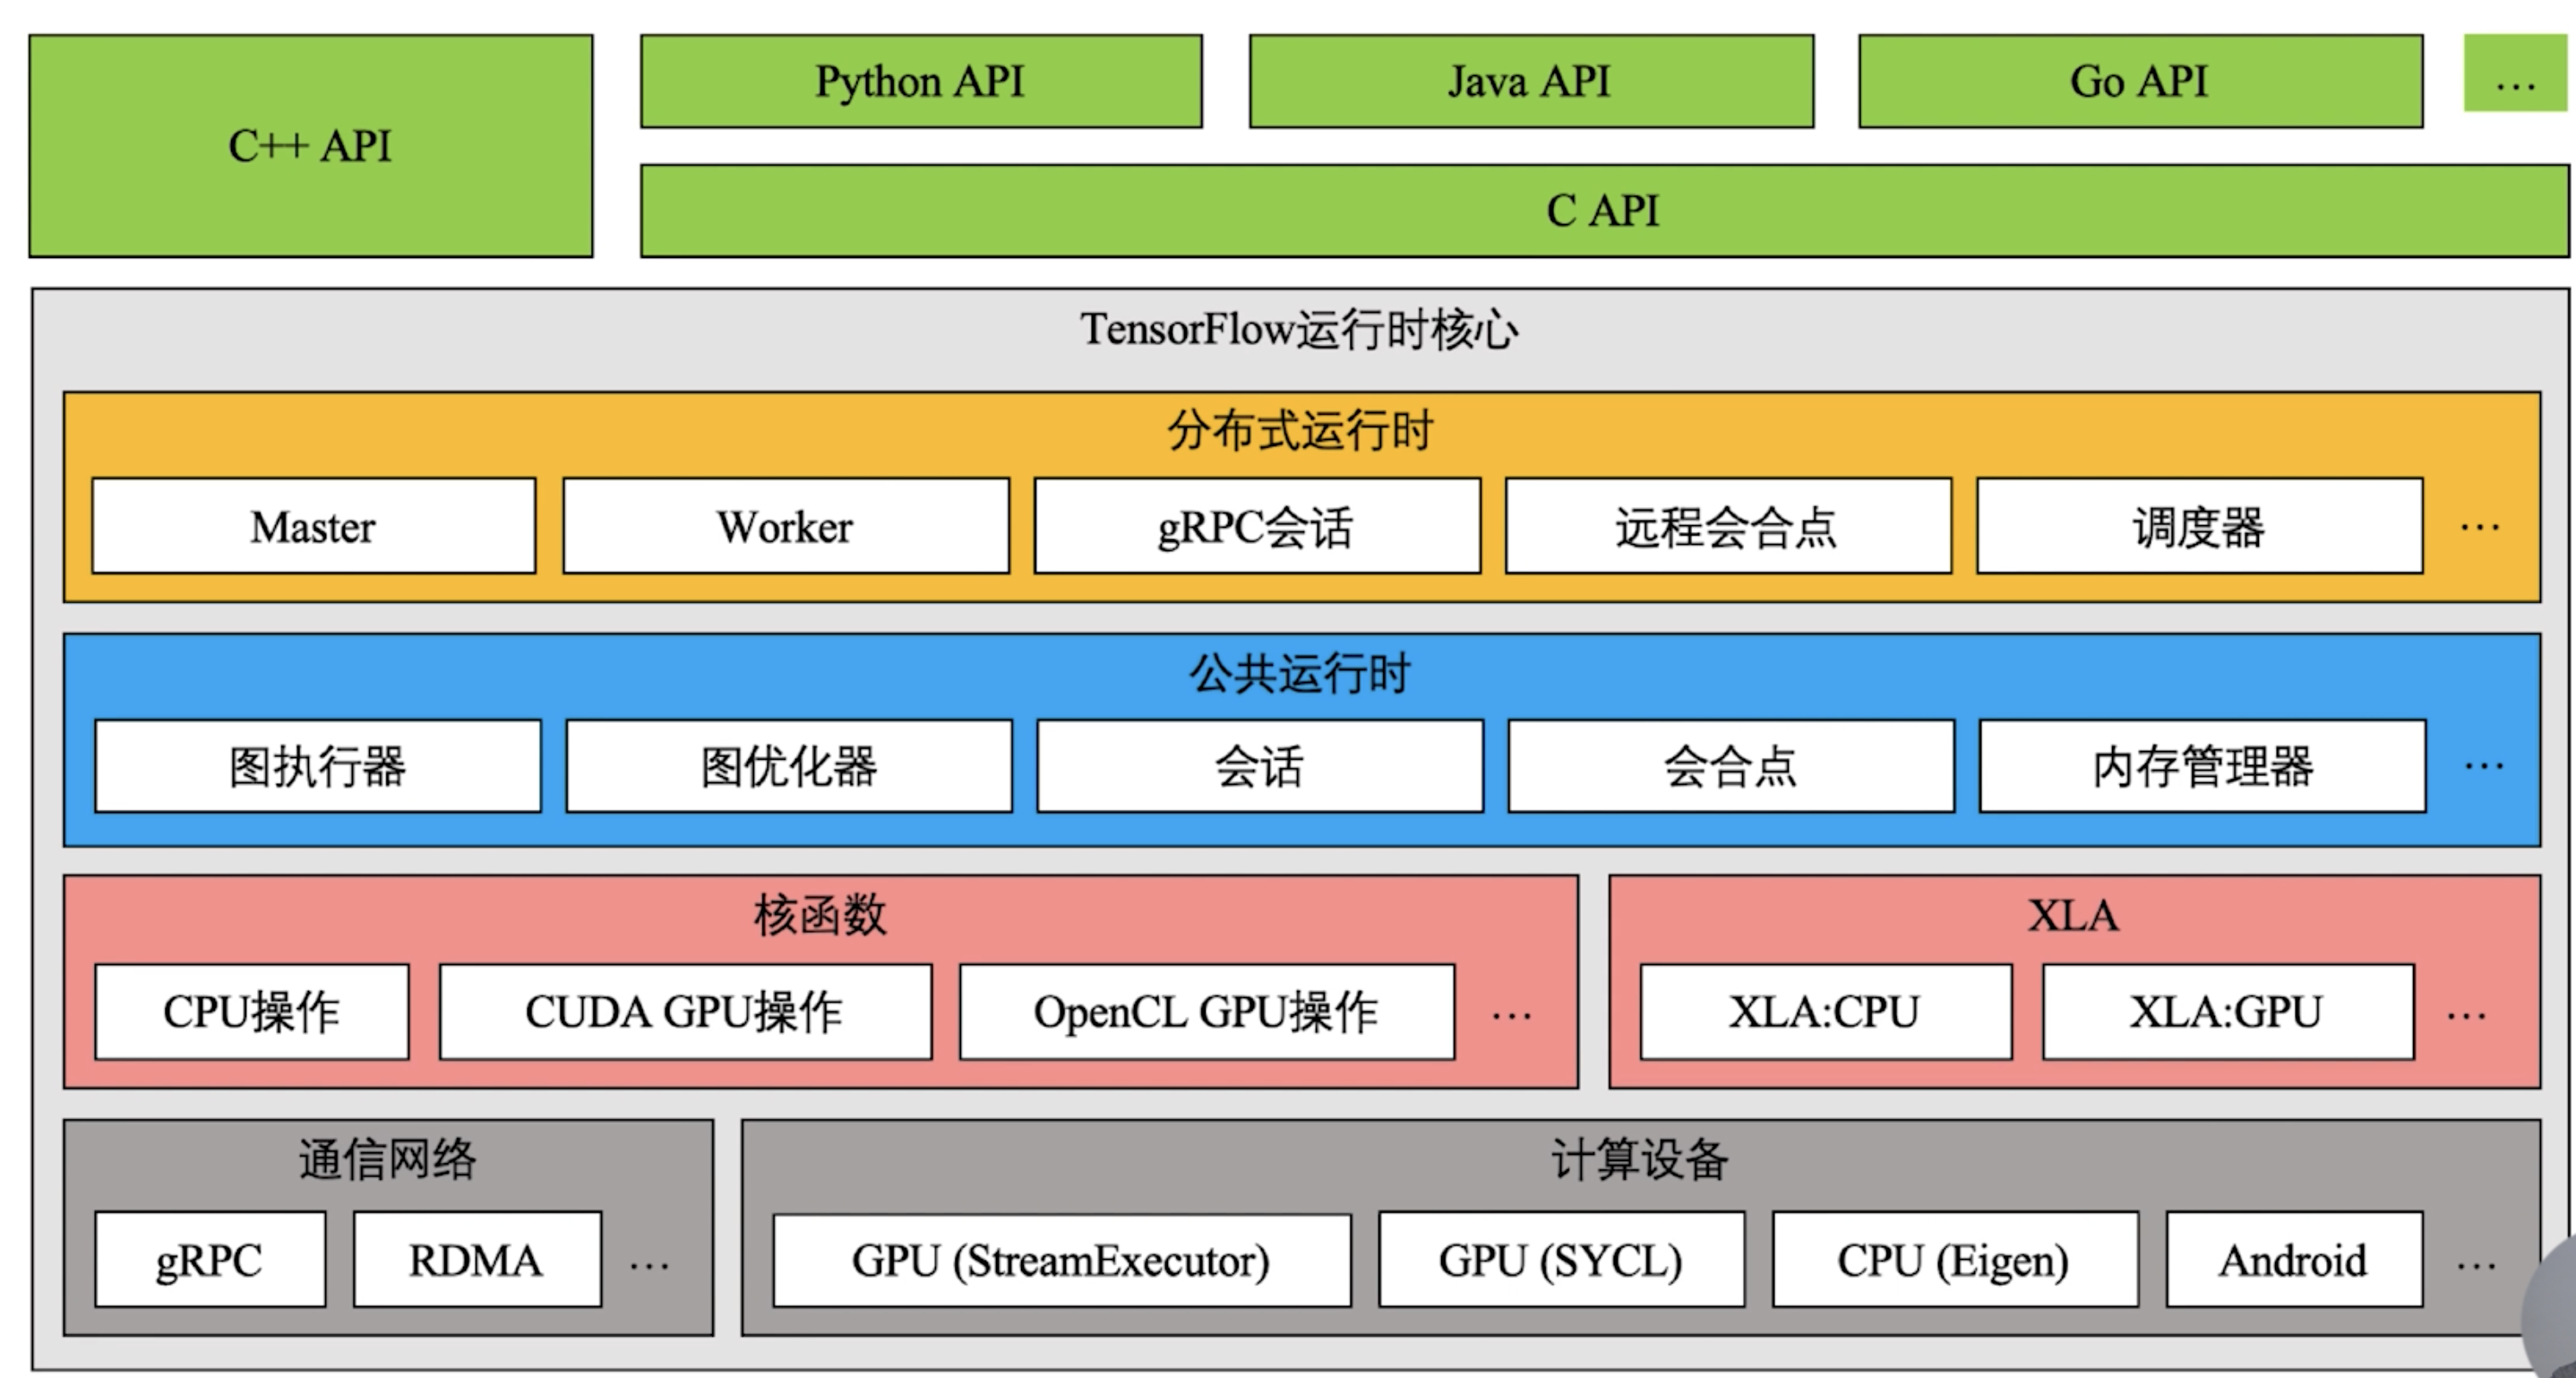 C++ API
Python API
Java API
Go API
...
C API
TensorFlow运行时核心
分布式运行时
Master
Worker
gRPC会话
远程会合点
调度器
...
公共运行时
图执行器
图优化器
会话
会合点
内存管理器
...
核函数
CPU操作
CUDA GPU操作
OpenCL GPU操作
...
XLA
XLA:CPU
XLA:GPU
...
通信网络
gRPC
RDMA
...
计算设备
GPU (StreamExecutor)
GPU (SYCL)
CPU (Eigen)
Android
...